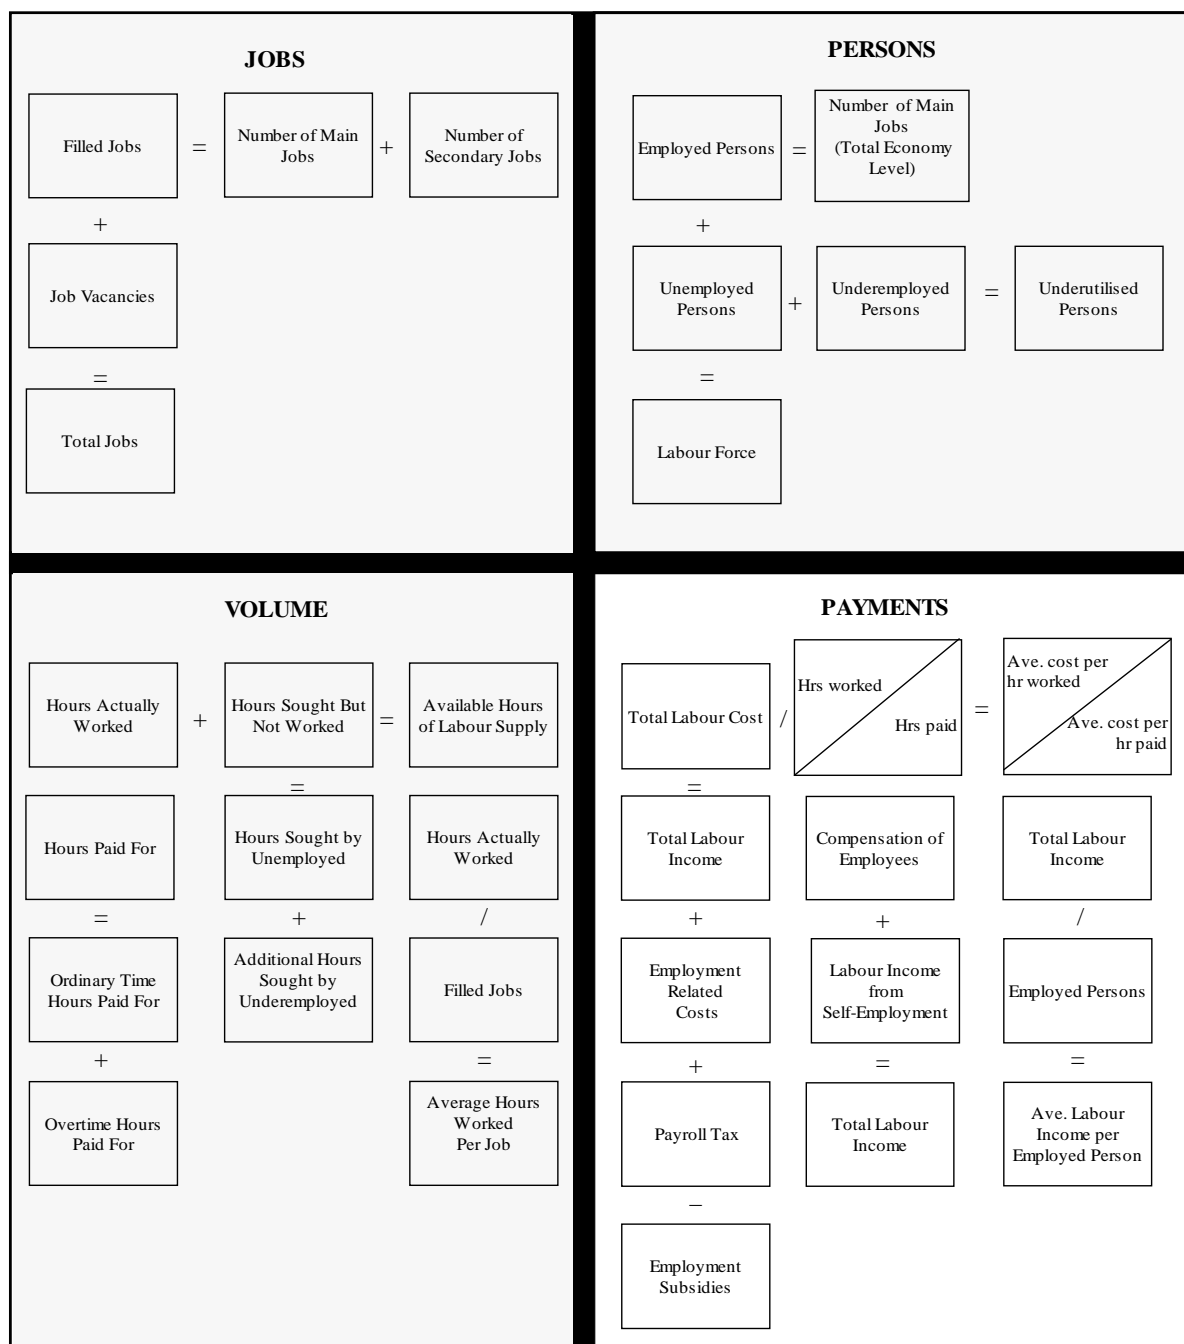 JOBS
Filled Jobs
=
Number of Main
Jobs
+
Number of
Secondary Jobs
+
Job Vacancies
=
Total Jobs
PERSONS
Employed Persons
=
Number of Main
Jobs
(Total Economy
Level)
+
Unemployed
Persons
+
Underemployed
Persons
=
Underutilised
Persons
=
Labour Force
VOLUME
Hours Actually
Worked
+
Hours Sought But
Not Worked
=
Available Hours
of Labour Supply
=
Hours Paid For
Hours Sought by
Unemployed
Hours Actually
Worked
=
+
/
Ordinary Time
Hours Paid For
Additional Hours
Sought by
Underemployed
Filled Jobs
+
=
Overtime Hours
Paid For
Average Hours
Worked
Per Job
PAYMENTS
Total Labour Cost
/
Hrs worked
Hrs paid
=
Ave. cost per
hr worked
Ave. cost per
hr paid
=
Total Labour
Income
Compensation of
Employees
Total Labour
Income
+
+
/
Employment
Related
Costs
Labour Income
from
Self-Employment
Employed Persons
+
=
=
Payroll Tax
Total Labour
Income
Ave. Labour
Income per
Employed Person
−
Employment
Subsidies